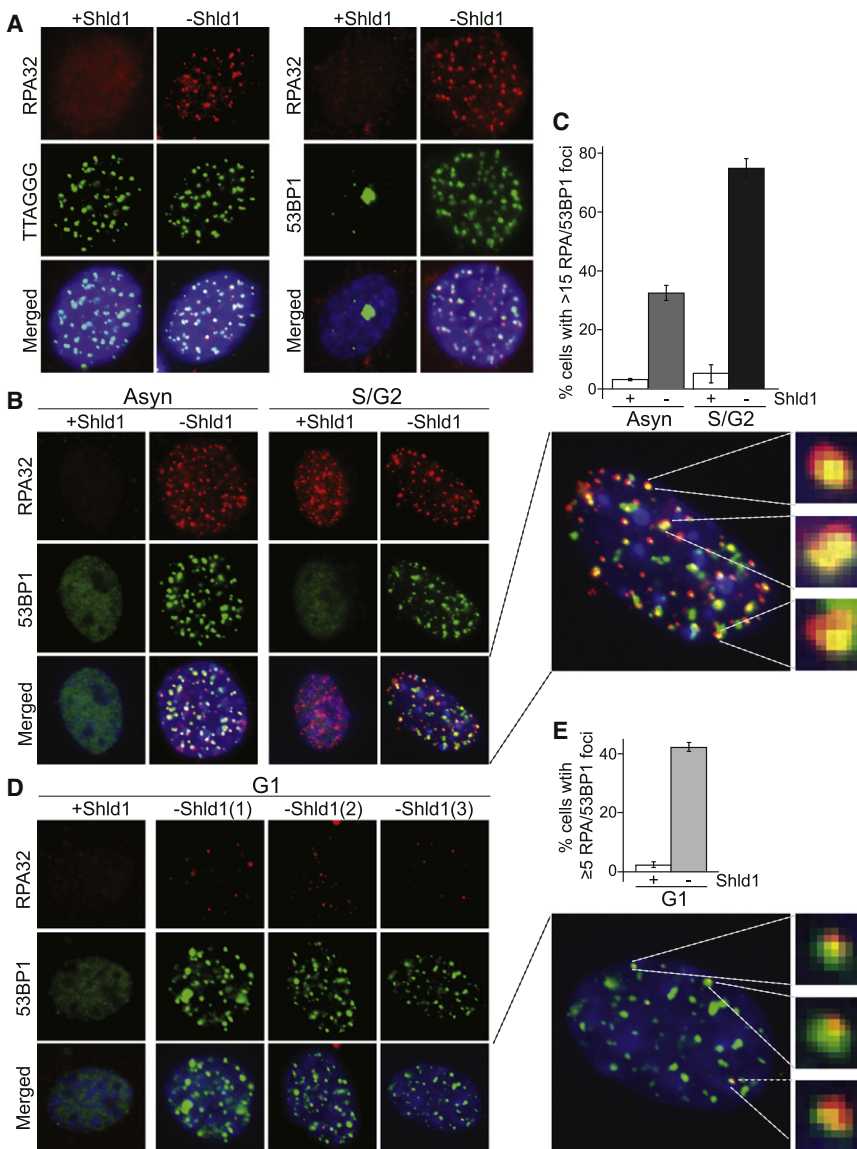 A
+Shld1 -Shld1 +Shld1 -Shld1
RPA32
TTAGGG
Merged
RPA32
53BP1
Merged
C
% cells with >15 RPA/53BP1 foci
80
60
40
20
0
+ - + - Shld1
Asyn S/G2
B
Asyn S/G2
+Shld1 -Shld1 +Shld1 -Shld1
RPA32
53BP1
Merged
D
G1
+Shld1 -Shld1(1) -Shld1(2) -Shld1(3)
RPA32
53BP1
Merged
E
% cells wtih
≥5 RPA/53BP1 foci
40
20
0
+ - Shld1
G1